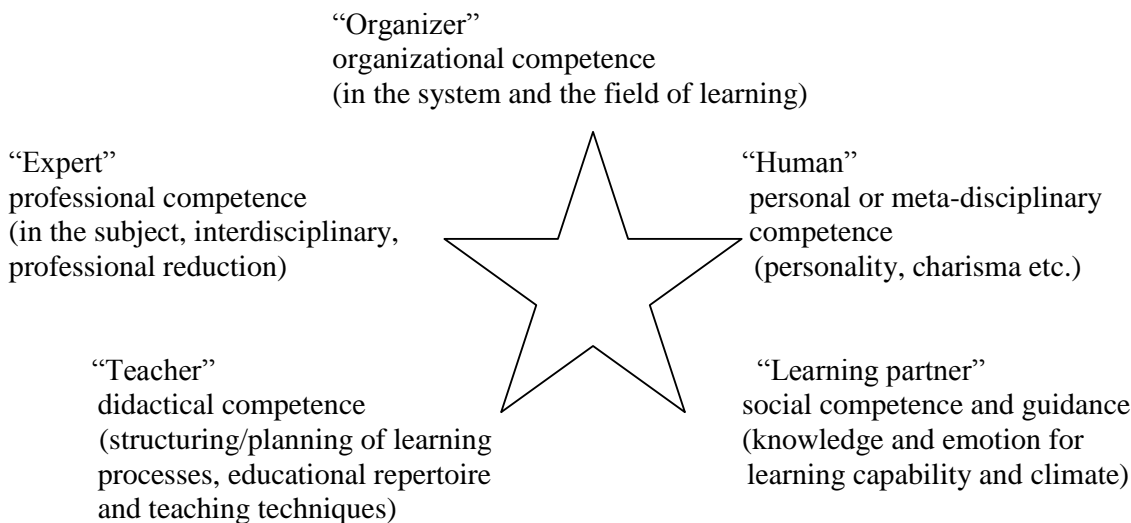 “Organizer”
organizational competence
(in the system and the field of learning)
“Expert”
professional competence
(in the subject, interdisciplinary,
professional reduction)
“Human”
personal or meta-disciplinary
competence
(personality, charisma etc.)
“Teacher”
didactical competence
(structuring/planning of learning
processes, educational repertoire
and teaching techniques)
“Learning partner”
social competence and guidance
(knowledge and emotion for
learning capability and climate)